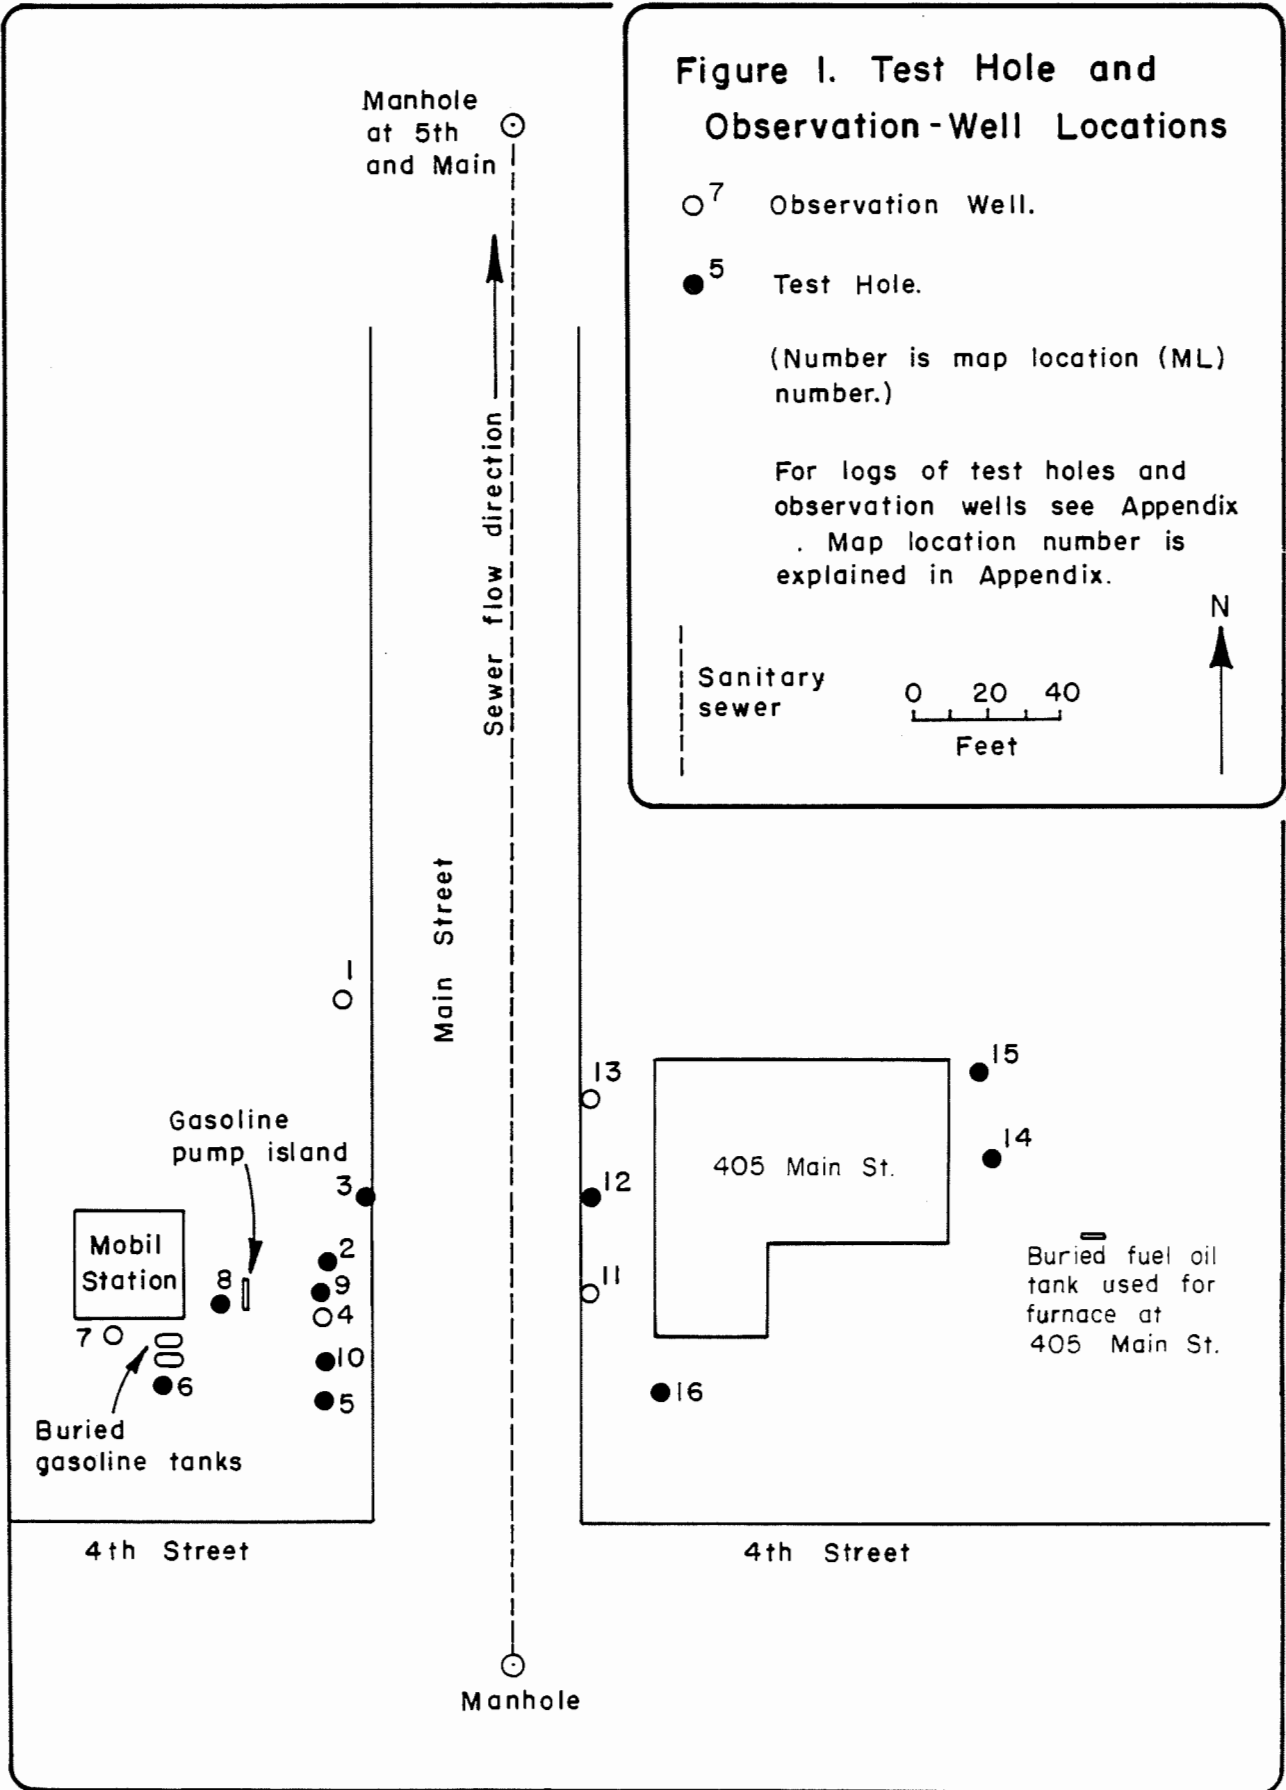 Figure 1. Test Hole and
Observation-Well Locations
7 Observation Well.
5 Test Hole.
(Number is map location (ML)
number.)
For logs of test holes and
observation wells see Appendix
. Map location number is
explained in Appendix.
Sanitary
sewer
0 20 40
Feet
N
Manhole
at 5th
and Main
Sewer flow direction
Main Street
1
13
15
Gasoline
pump island
14
405 Main St.
3
12
2
Mobil
Station
8
9
4
11
Buried fuel oil
tank used for
furnace at
405 Main St.
7
10
6
5
16
Buried
gasoline tanks
4th Street
4th Street
Manhole